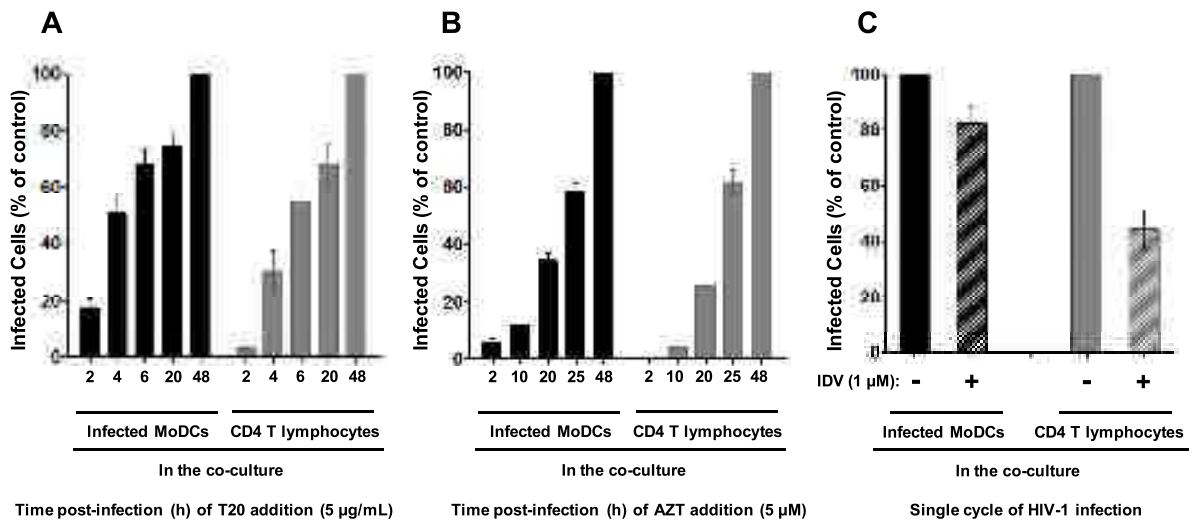 A
Infected Cells (% of control)
100
80
60
40
20
0
2 4 6 20 48 2 4 6 20 48
Infected MoDCs CD4 T lymphocytes
In the co-culture
Time post-infection (h) of T20 addition (5 µg/mL)
B
Infected Cells (% of control)
100
80
60
40
20
0
2 10 20 25 48 2 10 20 25 48
Infected MoDCs CD4 T lymphocytes
In the co-culture
Time post-infection (h) of AZT addition (5 µM)
C
Infected Cells (% of control)
100
80
60
40
20
0
IDV (1 µM): - + - +
Infected MoDCs CD4 T lymphocytes
In the co-culture
Single cycle of HIV-1 infection